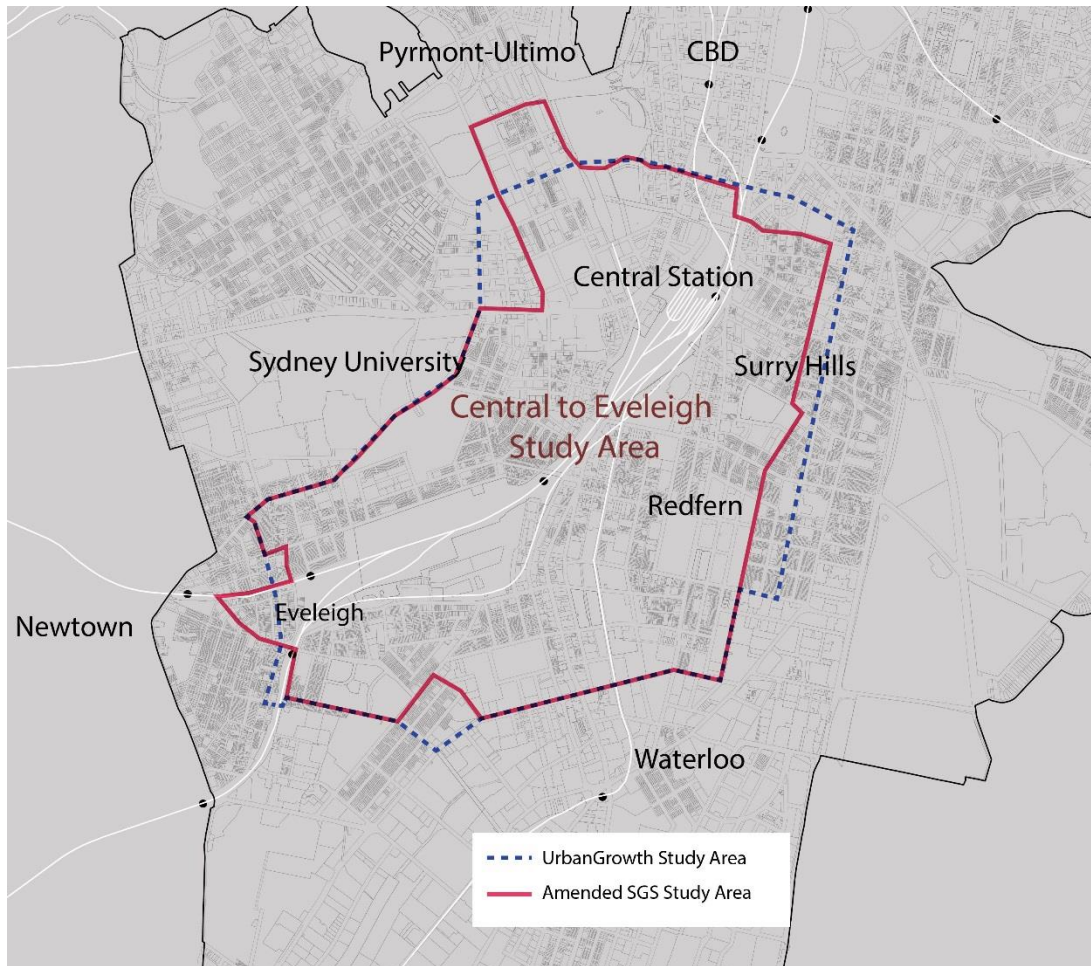 Pyrmont-Ultimo
CBD
Central Station
Sydney University
Surry Hills
Central to Eveleigh
Study Area
Redfern
Eveleigh
Newtown
Waterloo
UrbanGrowth Study Area
Amended SGS Study Area